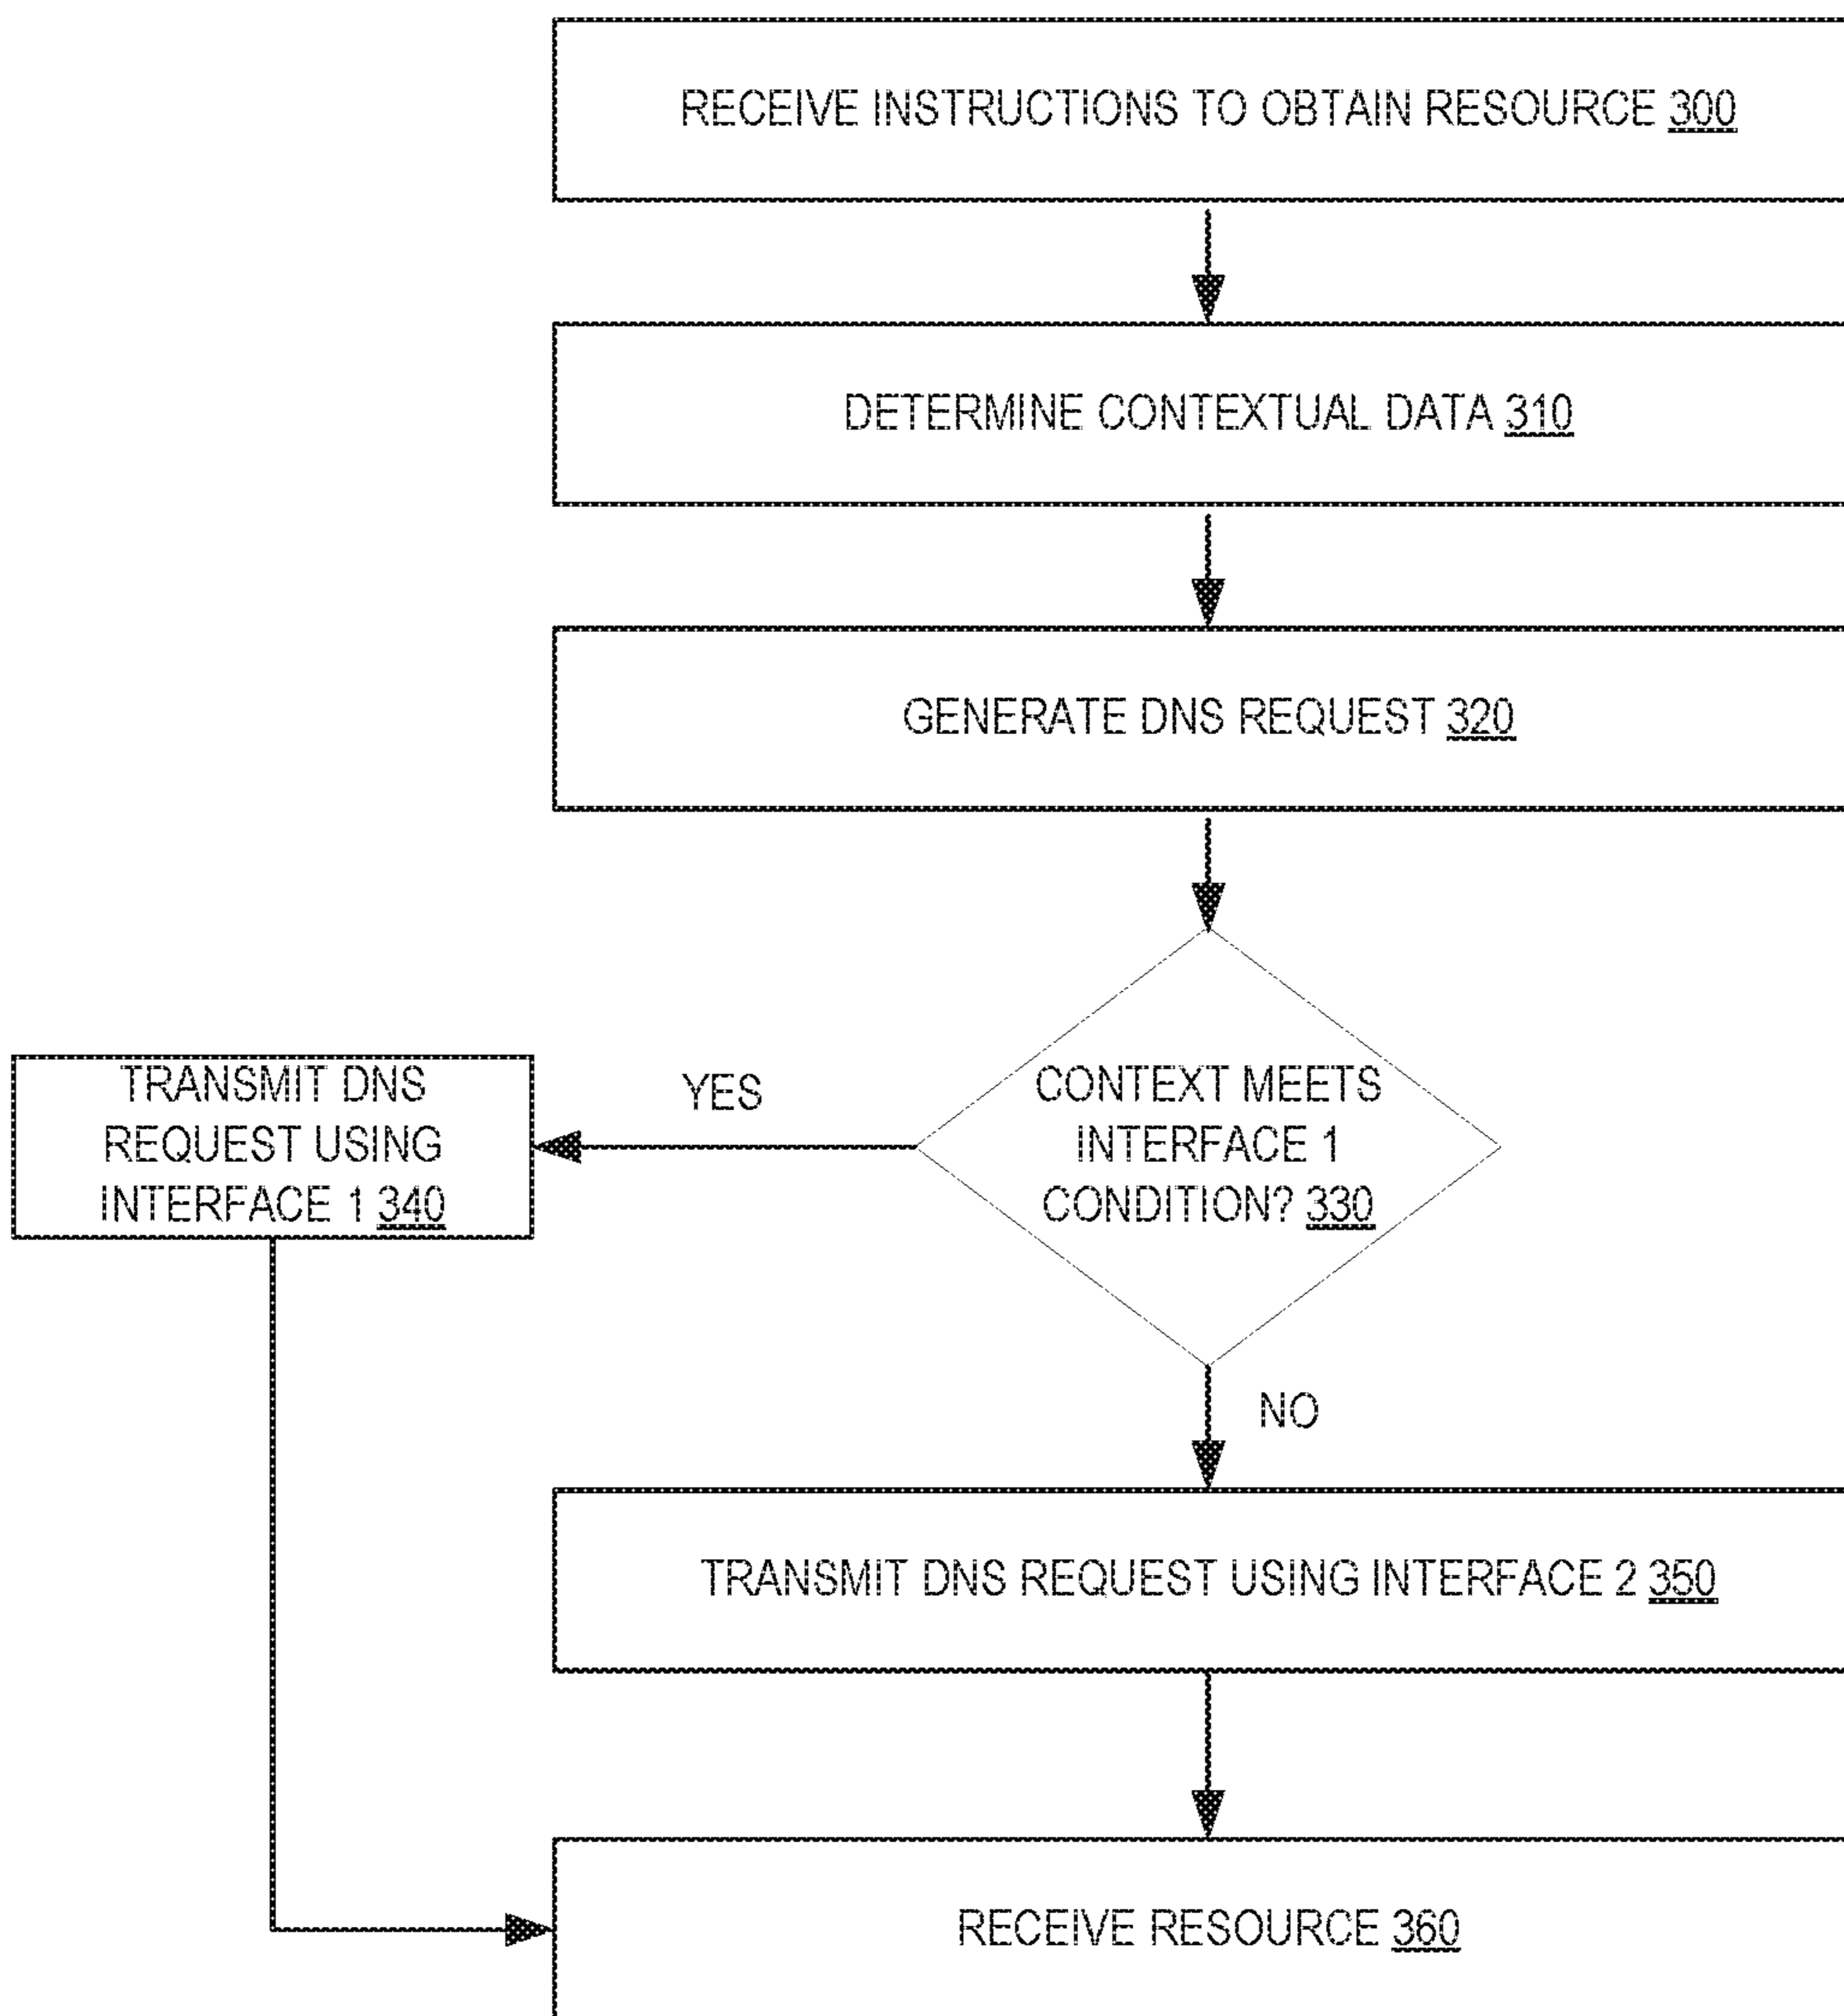 RECEIVE INSTRUCTIONS TO OBTAIN RESOURCE 300
DETERMINE CONTEXTUAL DATA 310
GENERATE DNS REQUEST 320
CONTEXT MEETS
INTERFACE 1
CONDITION? 330
YES
TRANSMIT DNS
REQUEST USING
INTERFACE 1 340
NO
TRANSMIT DNS REQUEST USING INTERFACE 2 350
RECEIVE RESOURCE 360